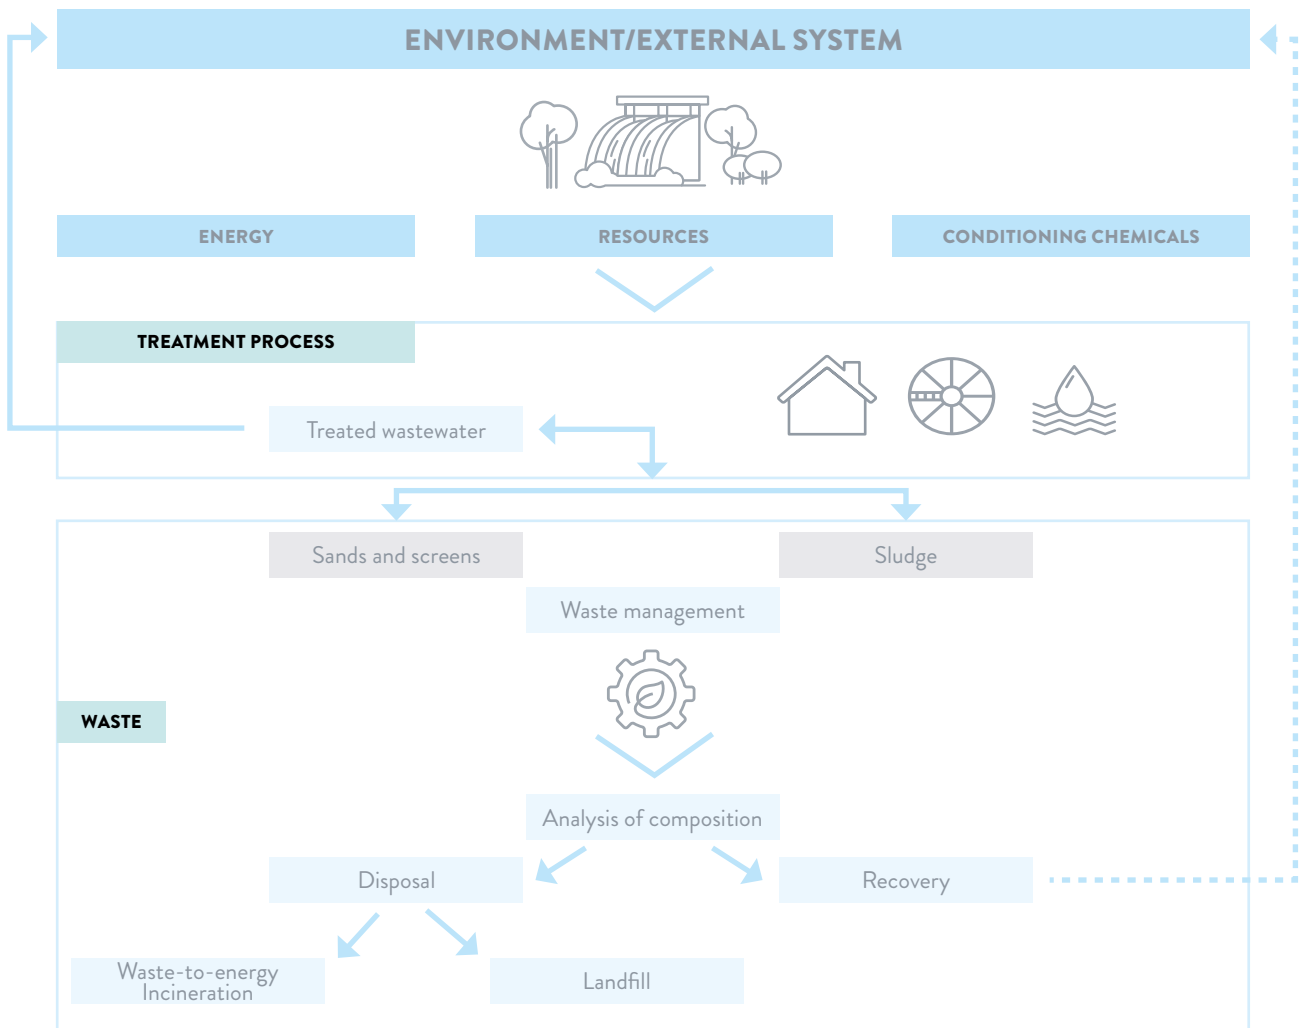 ENVIRONMENT/EXTERNAL SYSTEM
ENERGY
RESOURCES
CONDITIONING CHEMICALS
TREATMENT PROCESS
Treated wastewater
Sands and screens
Sludge
Waste management
WASTE
Analysis of composition
Disposal
Recovery
Waste-to-energy
Incineration
Landfill